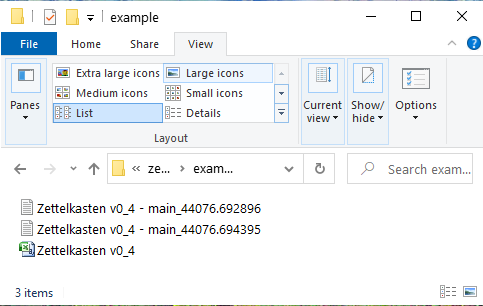 example
File Home Share View
Extra large icons Large icons
Medium icons Small icons
List Details
Panes Current view Show/hide Options
Layout
ze... exam... Search exam...
Zettelkasten v0_4 - main_44076.692896
Zettelkasten v0_4 - main_44076.694395
Zettelkasten v0_4
3 items